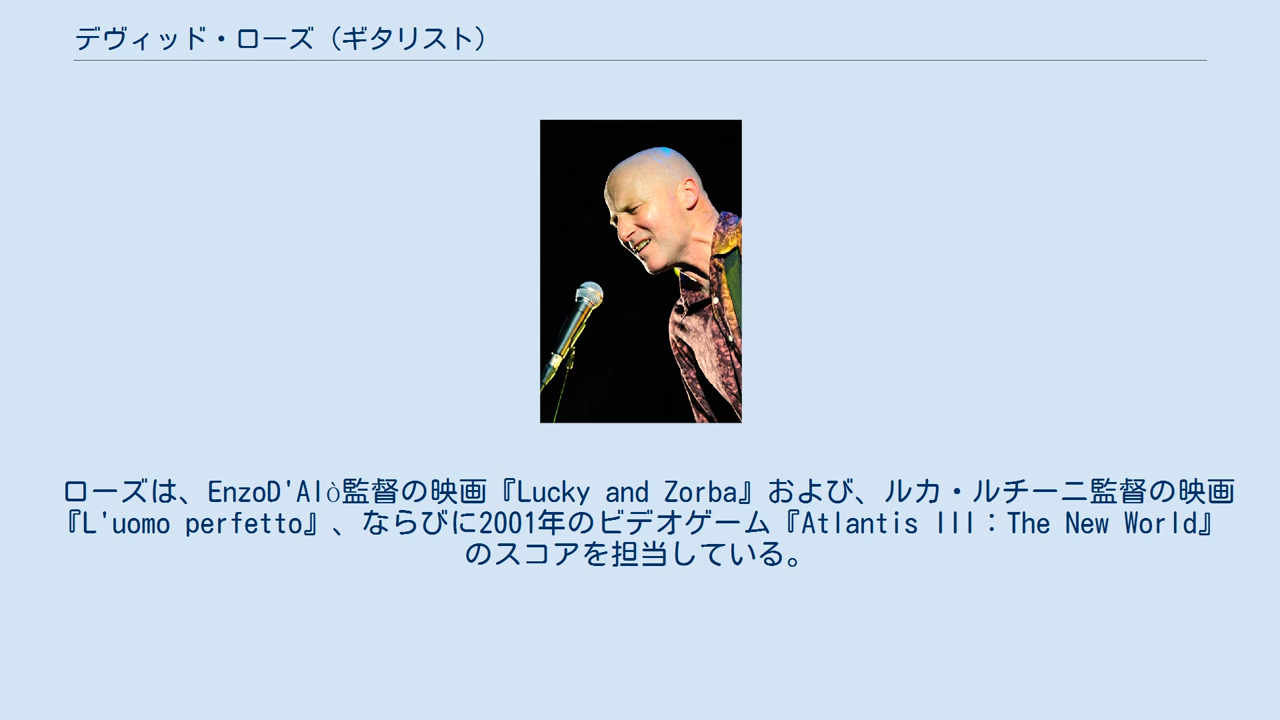 デヴィッド・ローズ（ギタリスト）
ローズは、EnzoD'Alò監督の映画『Lucky and Zorba』および、ルカ・ルチーニ監督の映画
『L'uomo perfetto』、ならびに2001年のビデオゲーム『Atlantis III：The New World』
のスコアを担当している。